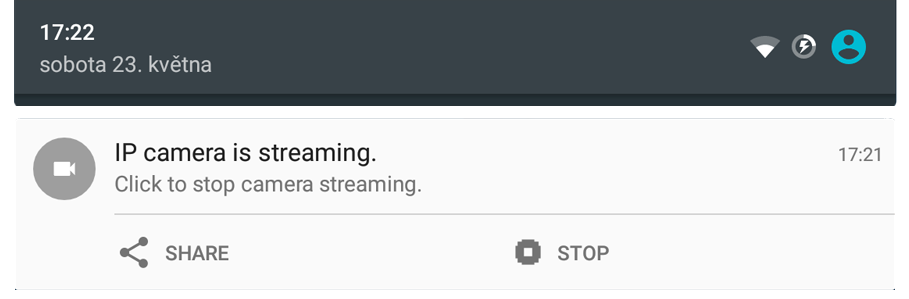 17:22
sobota 23. května
IP camera is streaming.
17:21
Click to stop camera streaming.
SHARE
STOP